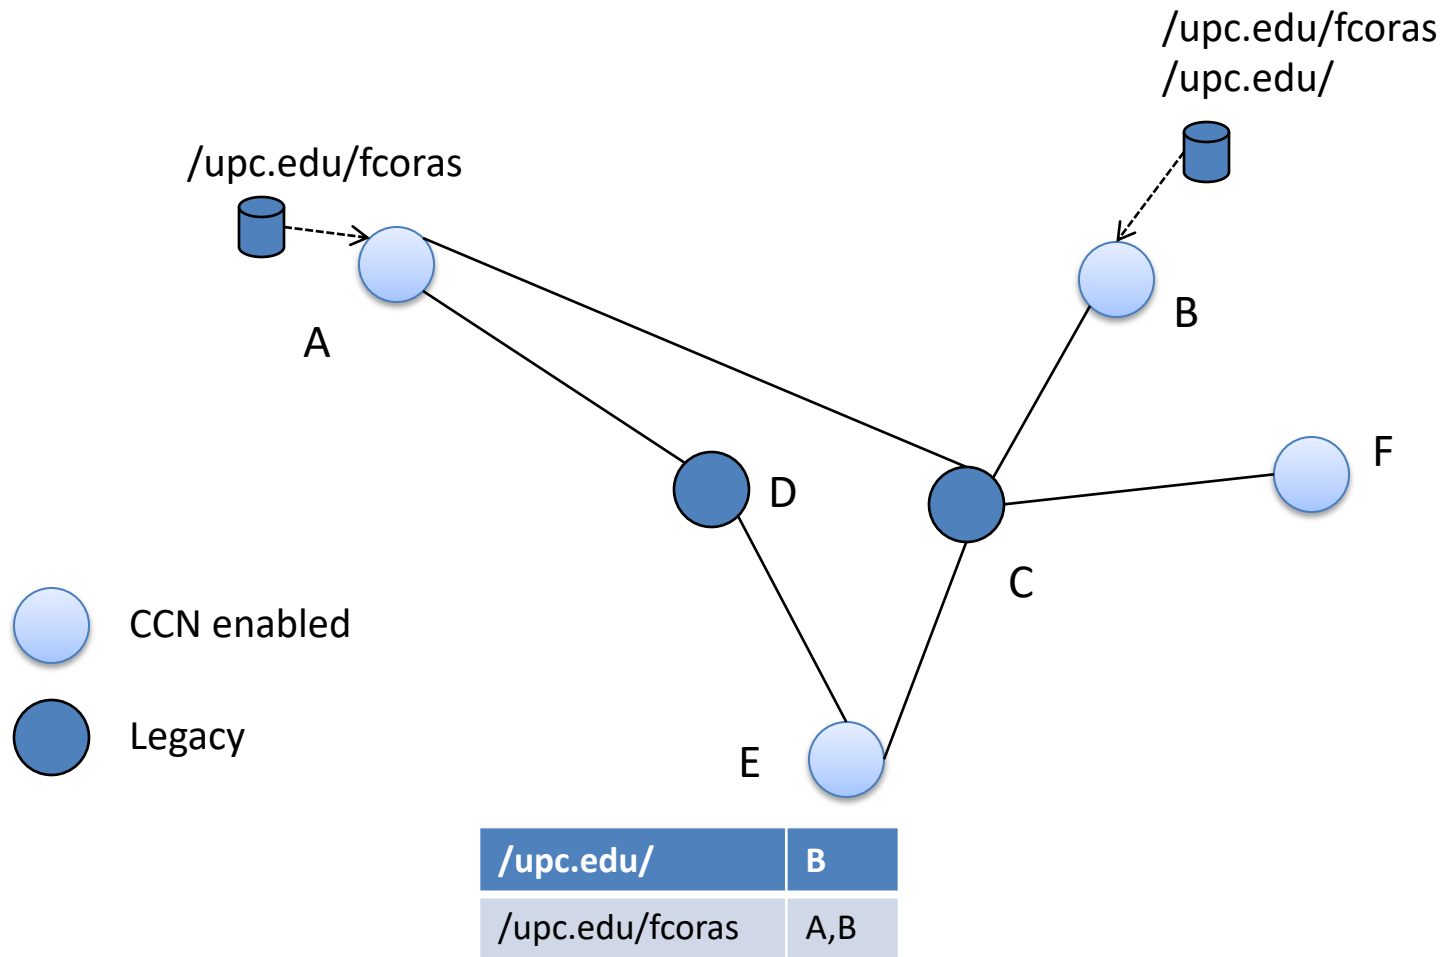 /upc.edu/fcoras
/upc.edu/
/upc.edu/fcoras
A
B
F
D
C
CCN enabled
Legacy
E
/upc.edu/ B
/upc.edu/fcoras A,B